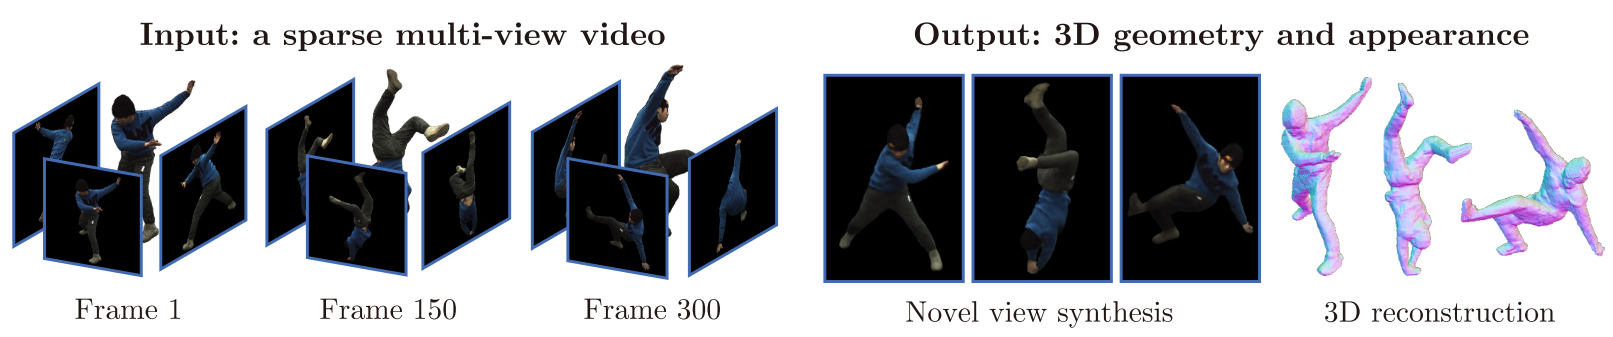 Input: a sparse multi-view video
Output: 3D geometry and appearance
Frame 1
Frame 150
Frame 300
Novel view synthesis
3D reconstruction